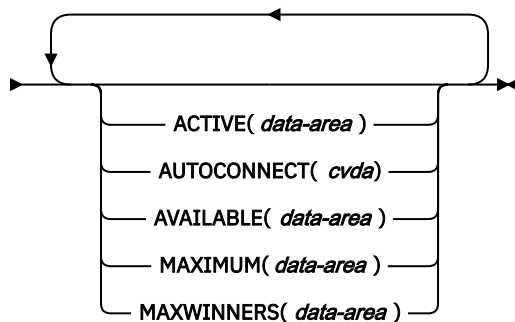 ACTIVE( data-area )
AUTOCONNECT( cvda)
AVAILABLE( data-area )
MAXIMUM( data-area )
MAXWINNERS( data-area )